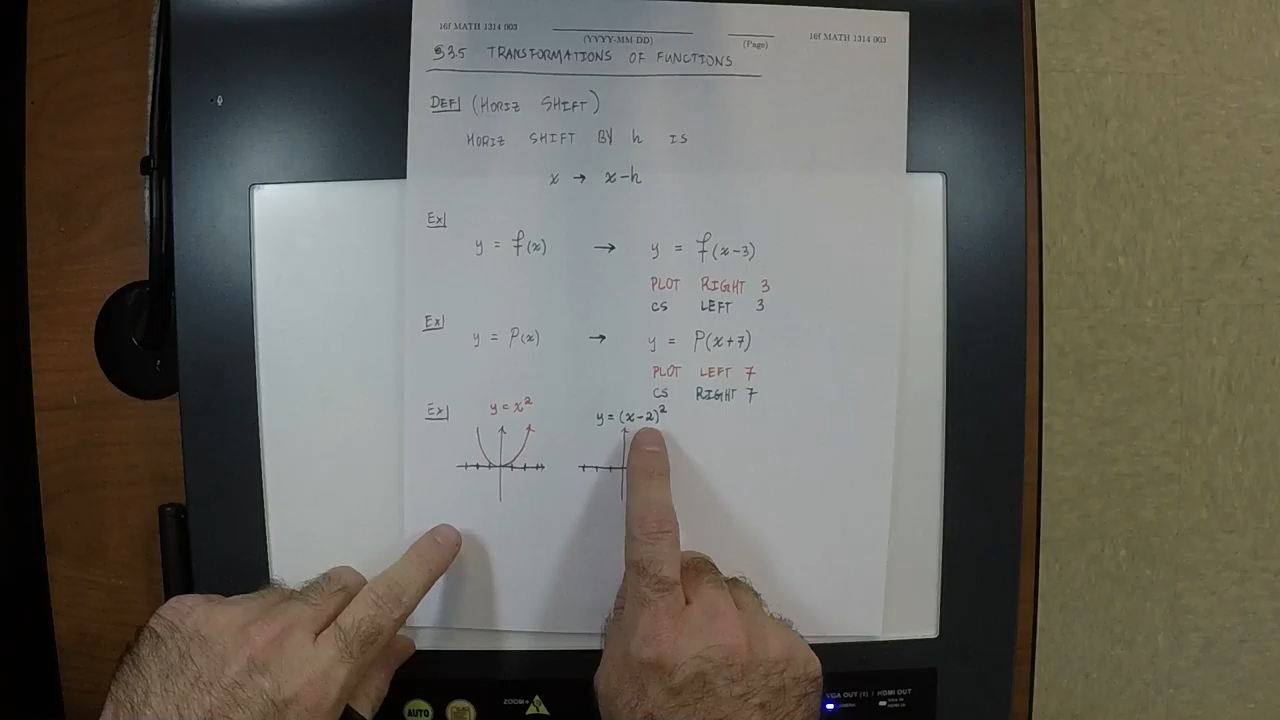 16f MATH 1314 003
(YYYY-MM-DD)
(Page)
16f MATH 1314 003
§3.5 TRANSFORMATIONS OF FUNCTIONS
DEF (HORIZ SHIFT)
HORIZ SHIFT BY h IS
x → x-h
Ex
y = f(x) → y = f(x-3)
PLOT RIGHT 3
CS LEFT 3
Ex
y = P(x) → y = P(x+7)
PLOT LEFT 7
CS RIGHT 7
Ex y = x² y = (x-2)²
AUTO
ZOOM+
VGA OUT (1) / HDMI OUT